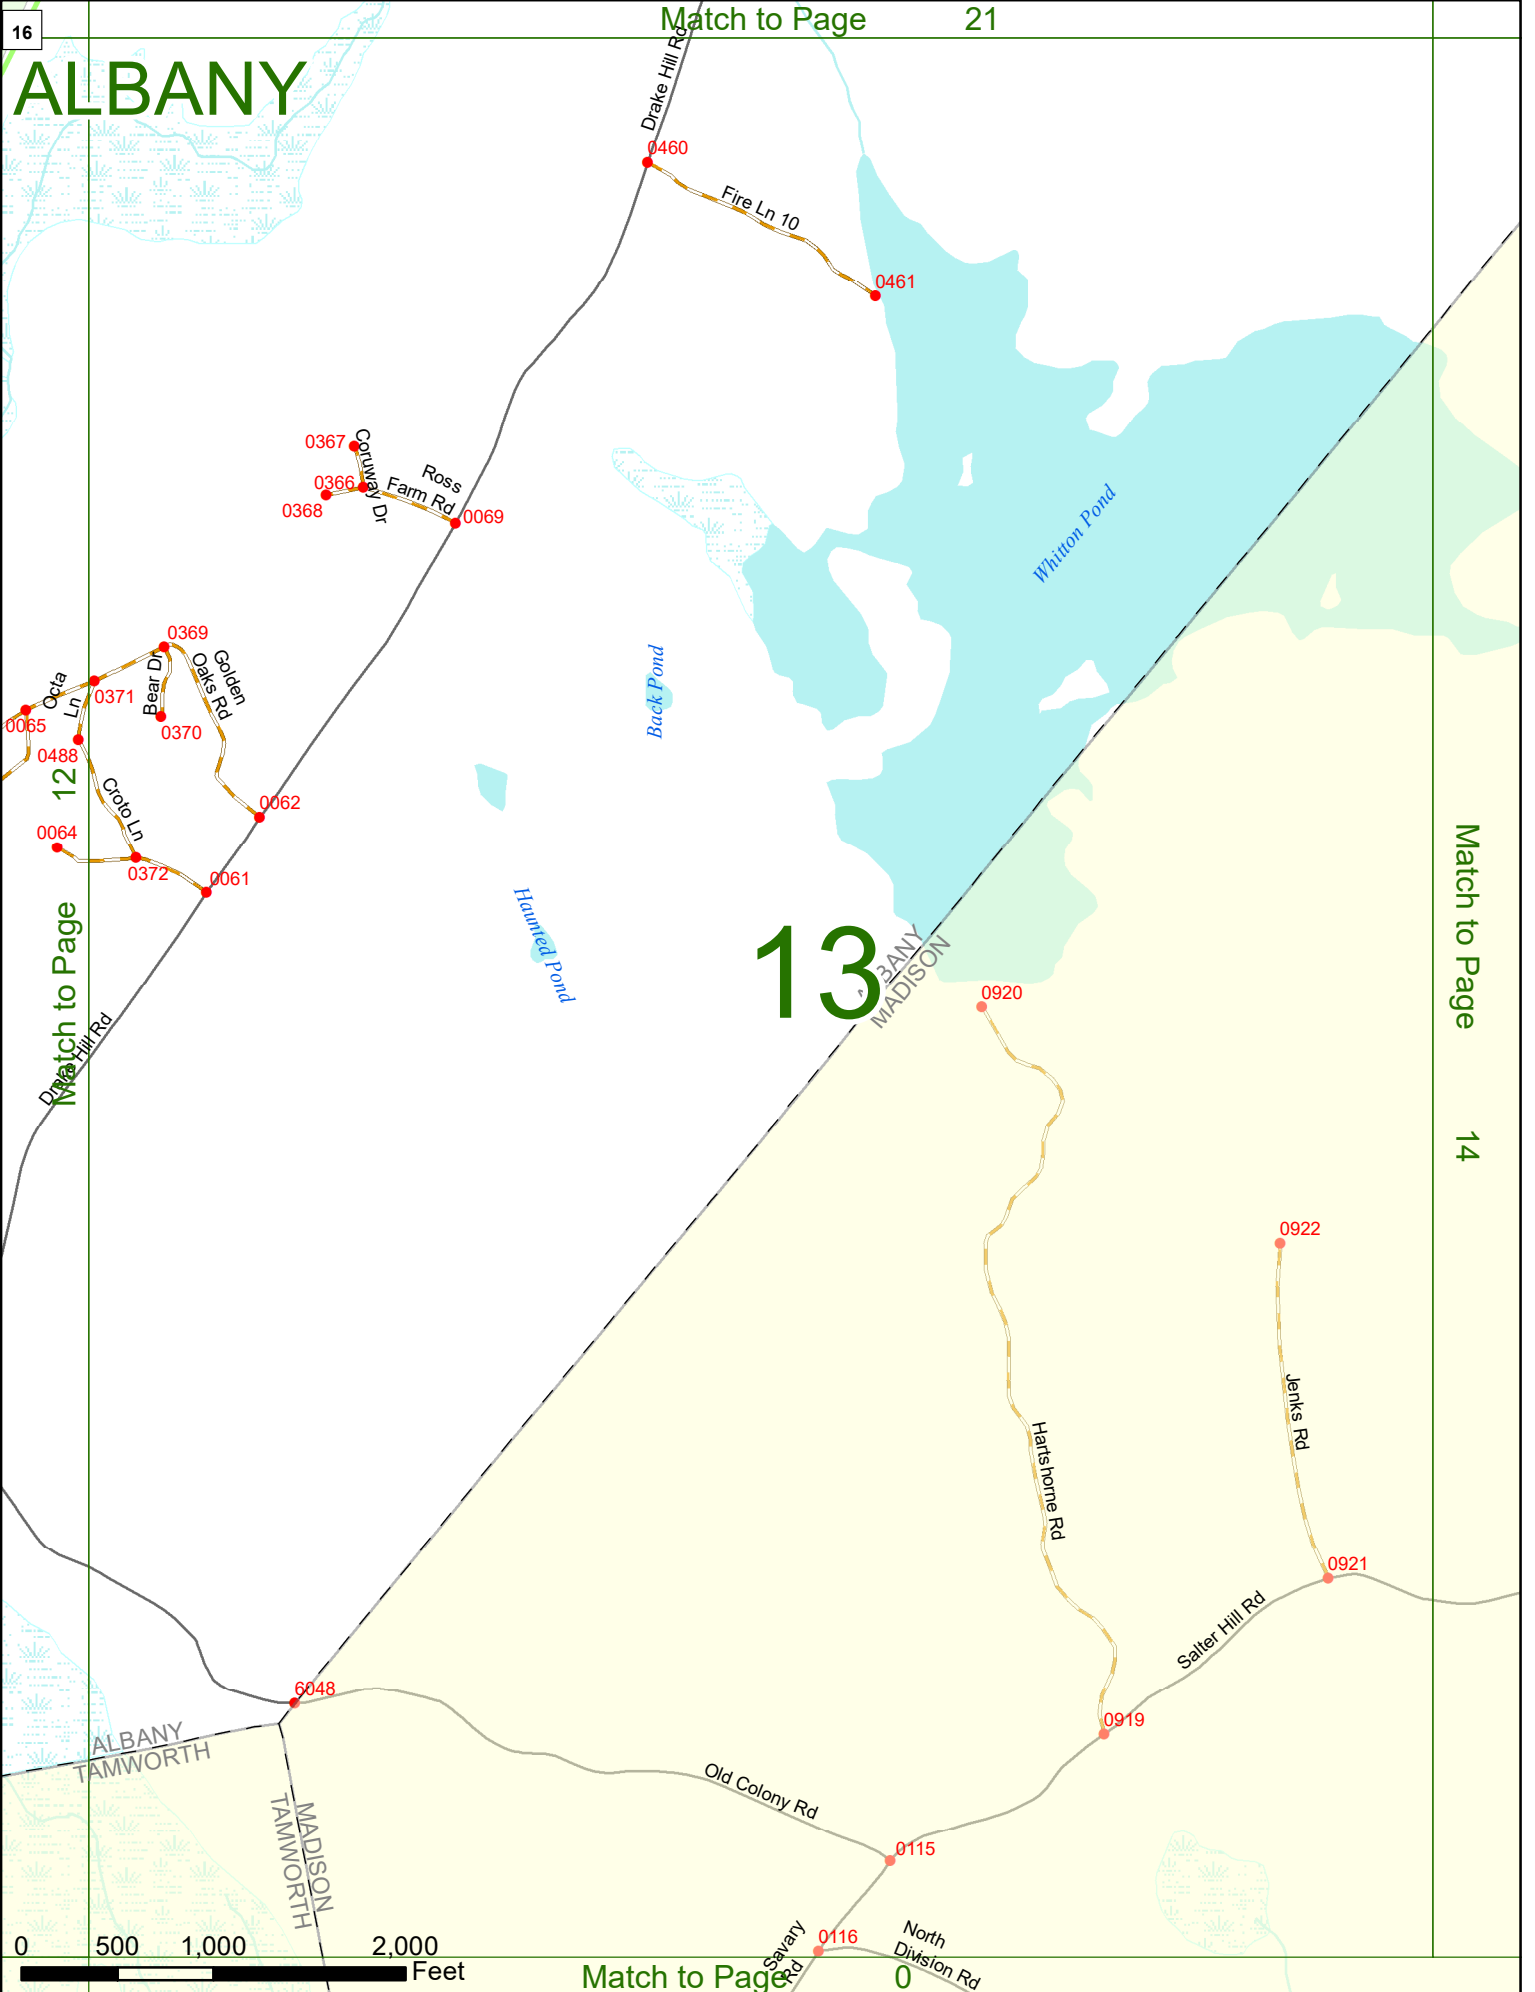 Match to Page 21
16
ALBANY
Drake Hill Rd
0460
Fire Ln 10
0461
0367
Coruway Dr
0366
0368
Ross
Farm Rd
0069
Whitton Pond
0369
Golden
Oaks Rd
Bear Dr
Octa
Ln
0371
0065
0370
0488
Back Pond
12
Match to Page
Croto Ln
0062
0064
0372
0061
Haunted Pond
13
ALBANY
MADISON
Match to Page
14
0920
Drake Hill Rd
0922
Jenks Rd
Hartshorne Rd
0921
Salter Hill Rd
6048
0919
ALBANY
TAMWORTH
Old Colony Rd
MADISON
TAMWORTH
0115
0116
Savary
Rd
North
Division Rd
0 500 1,000 2,000
Feet
Match to Page 0